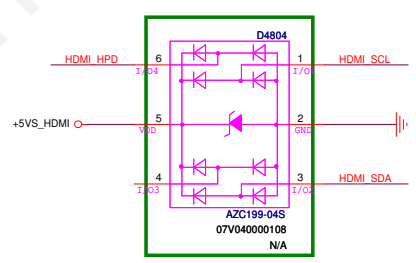 D4804
HDMI_HPD 6 1 HDMI_SCL
I/O4 I/O1
+5VS_HDMI 5 2
VDD GND
4 3 HDMI_SDA
I/O3 I/O2
AZC199-04S
07V040000108
N/A